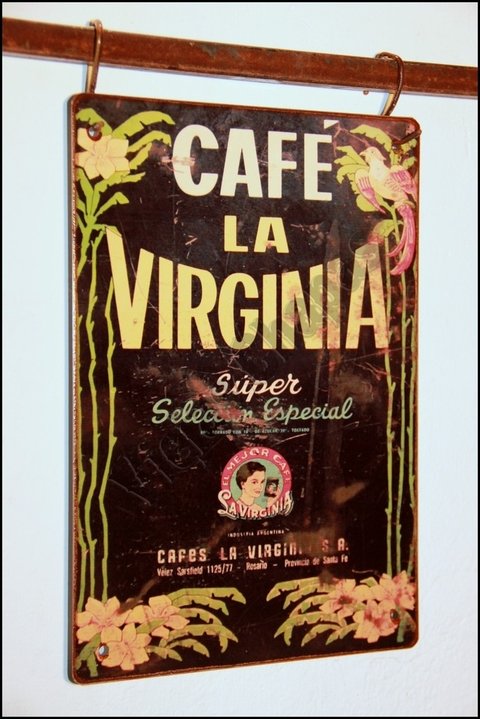 CAFÉ
LA
VIRGINIA
Súper
Selección Especial
EL MEJOR CAFÉ
LA VIRGINIA
INDUSTRIA ARGENTINA
CAFES LA VIRGINIA S.A.
Vélez Sarsfield 1125/77 - Rosario - Provincia de Santa Fe